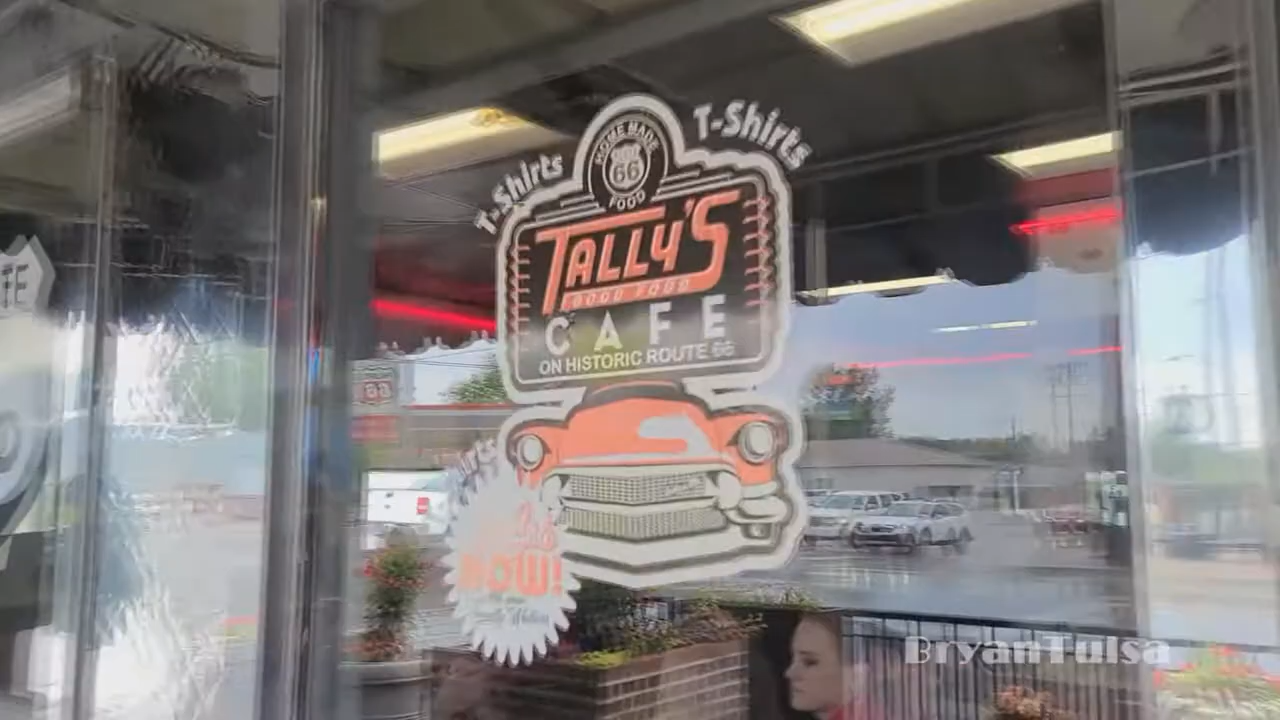 T-Shirts
T-Shirts
HOME MADE
66
FOOD
TALLY'S
GOOD FOOD
CAFE
ON HISTORIC ROUTE 66
NOW!
BryanTulsa